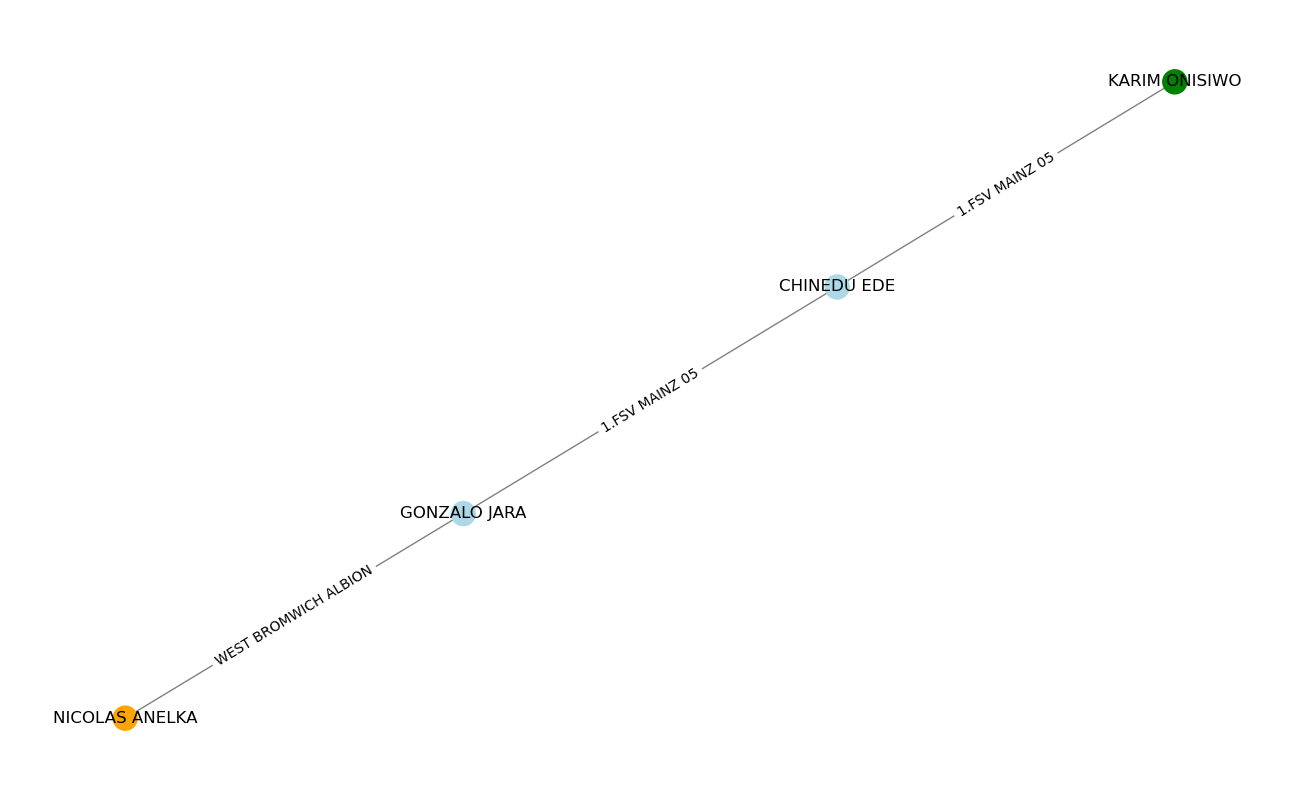 KARIM ONISIWO
1.FSV MAINZ 05
CHINEDU EDE
1.FSV MAINZ 05
GONZALO JARA
WEST BROMWICH ALBION
NICOLAS ANELKA